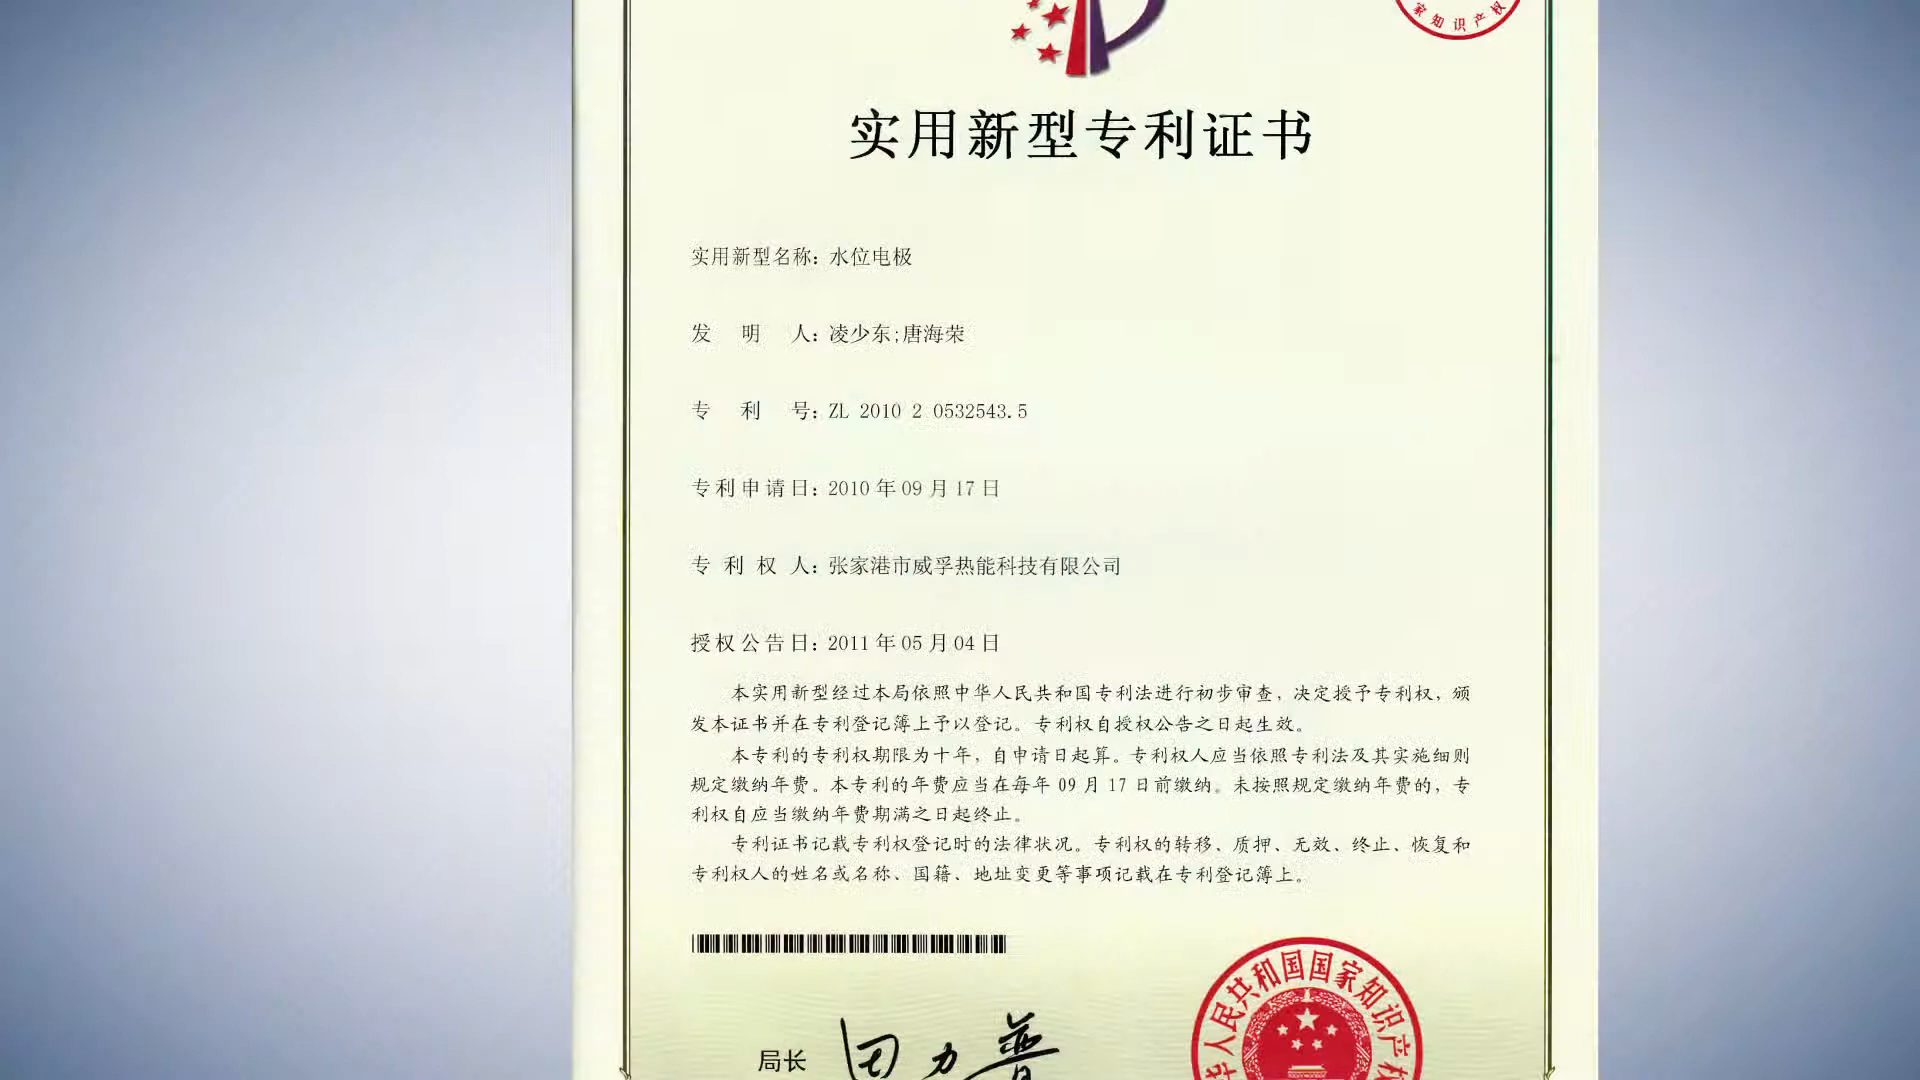 家知识产权
实用新型专利证书
实用新型名称：水位电极
发明人：凌少东;唐海荣
专利号：ZL 2010 2 0532543.5
专利申请日：2010年09月17日
专利权人：张家港市威孚热能科技有限公司
授权公告日：2011年05月04日
本实用新型经过本局依照中华人民共和国专利法进行初步审查，决定授予专利权，颁
发本证书并在专利登记簿上予以登记。专利权自授权公告之日起生效。
本专利的专利权期限为十年，自申请日起算。专利权人应当依照专利法及其实施细则
规定缴纳年费。本专利的年费应当在每年 09 月 17 日前缴纳。未按照规定缴纳年费的，专
利权自应当缴纳年费期满之日起终止。
专利证书记载专利权登记时的法律状况。专利权的转移、质押、无效、终止、恢复和
专利权人的姓名或名称、国籍、地址变更等事项记载在专利登记簿上。
局长 田力普
华人民共和国国家知识产权